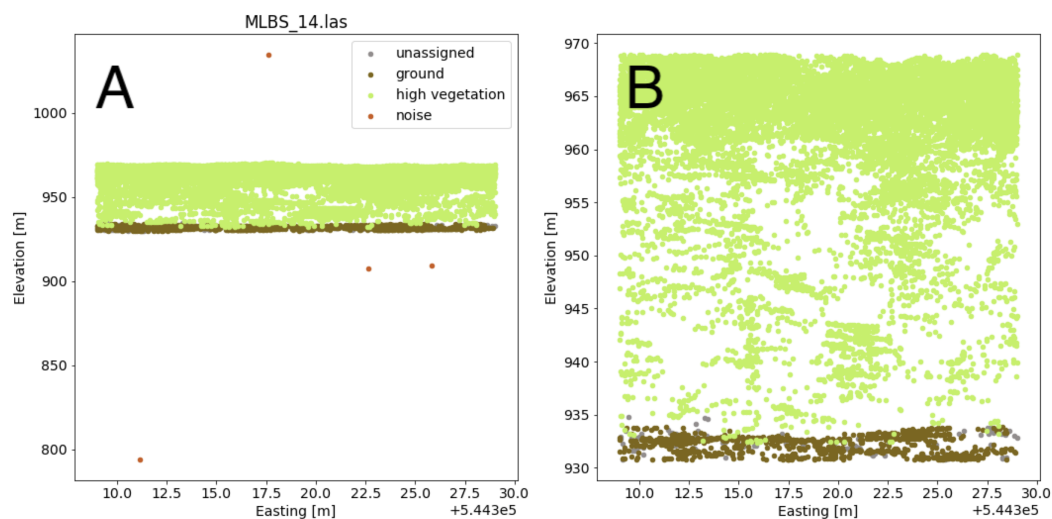 MLBS_14.las
A
unassigned
ground
high vegetation
noise
1000
950
900
850
800
Elevation [m]
10.0 12.5 15.0 17.5 20.0 22.5 25.0 27.5 30.0
Easting [m]
+5.443e5
B
970
965
960
955
950
945
940
935
930
Elevation [m]
10.0 12.5 15.0 17.5 20.0 22.5 25.0 27.5 30.0
Easting [m]
+5.443e5